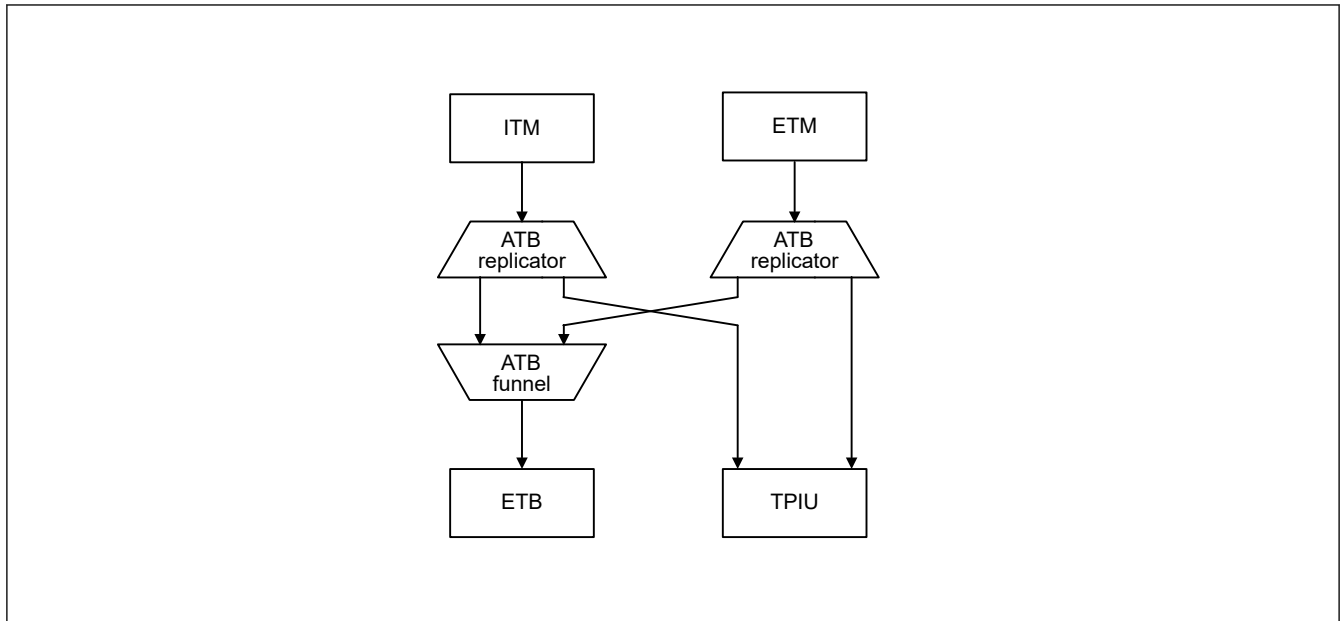 ITM
ETM
ATB
replicator
ATB
replicator
ATB
funnel
ETB
TPIU